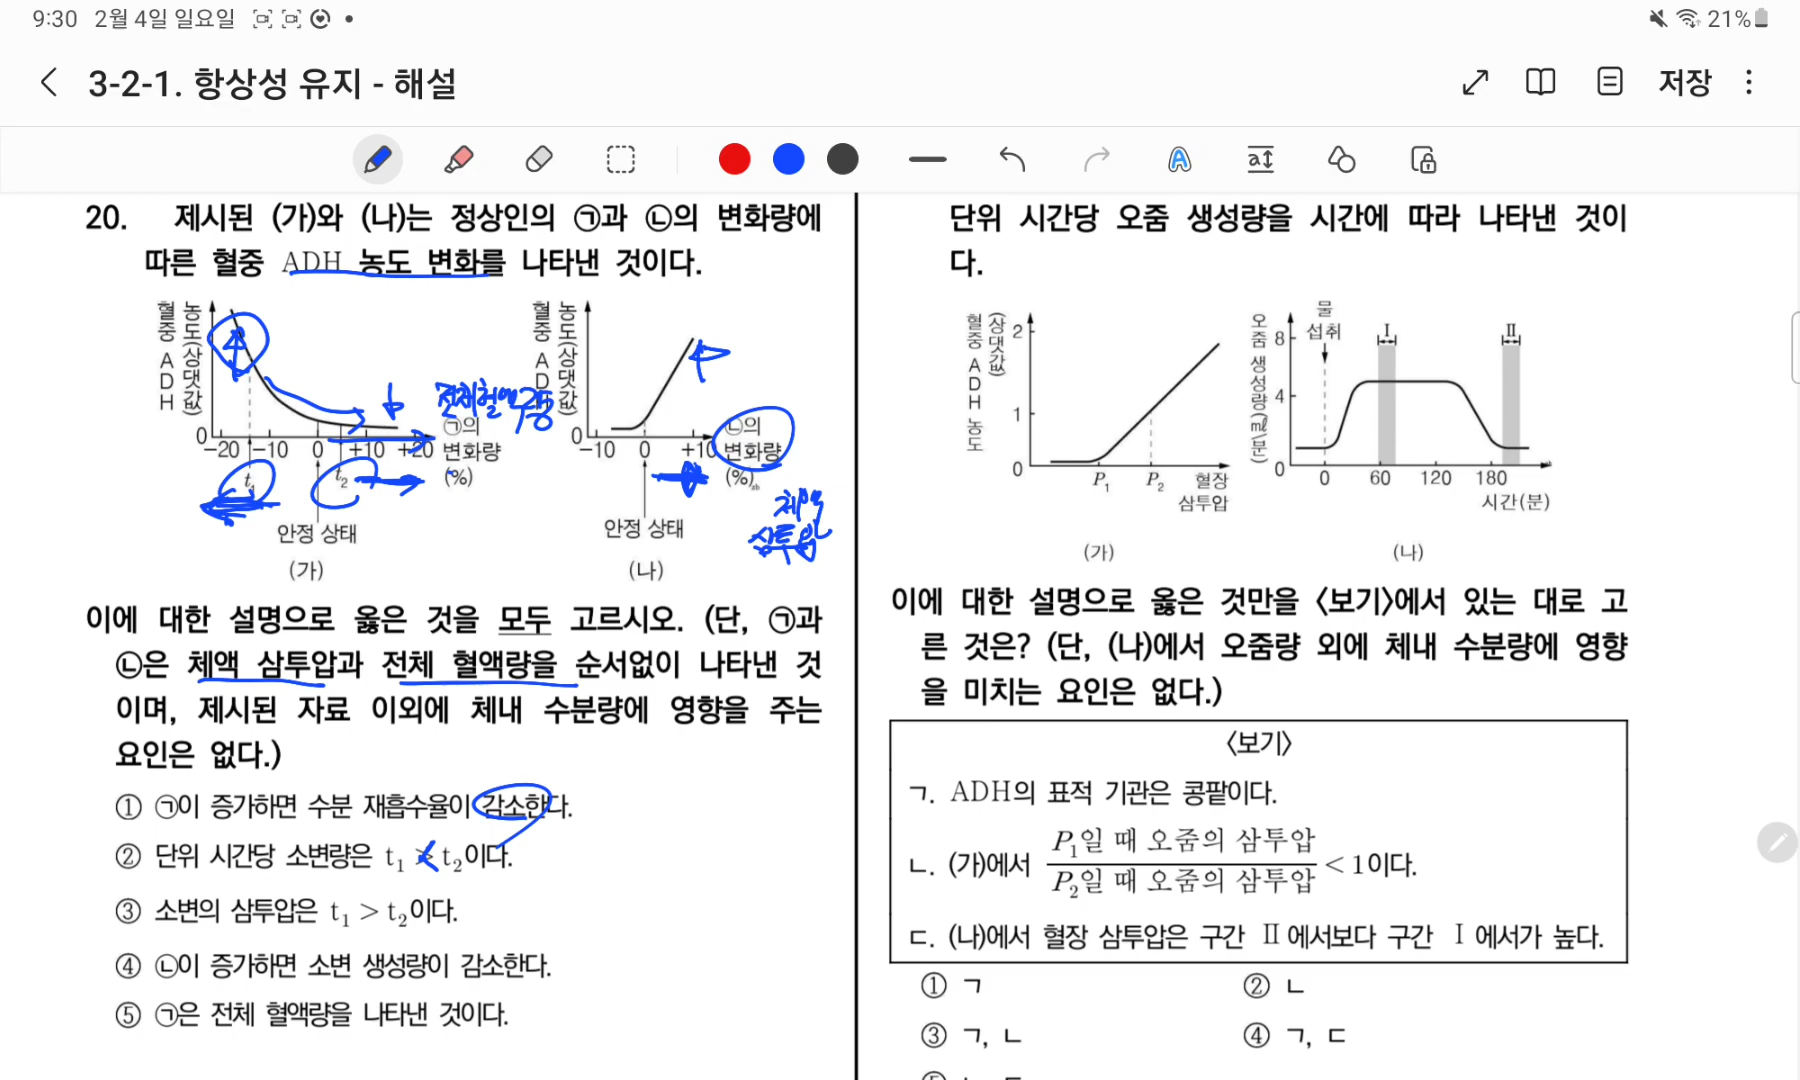 9:30 2월 4일 일요일
21%
3-2-1. 항상성 유지 - 해설
저장
20. 제시된 (가)와 (나)는 정상인의 ㉠과 ㉡의 변화량에
따른 혈중 ADH 농도 변화를 나타낸 것이다.
혈중 ADH 농도(상댓값)
0
-20 -10 0 +10 +20
㉠의 변화량 (%)
t₁
t₂
안정 상태
(가)
전체혈액량
혈중 ADH 농도(상댓값)
0
-10 0 +10
㉡의 변화량 (%)
안정 상태
(나)
체액 삼투압
이에 대한 설명으로 옳은 것을 모두 고르시오. (단, ㉠과
㉡은 체액 삼투압과 전체 혈액량을 순서없이 나타낸 것
이며, 제시된 자료 이외에 체내 수분량에 영향을 주는
요인은 없다.)
① ㉠이 증가하면 수분 재흡수율이 감소한다.
② 단위 시간당 소변량은 t₁ > t₂이다.
③ 소변의 삼투압은 t₁ > t₂이다.
④ ㉡이 증가하면 소변 생성량이 감소한다.
⑤ ㉠은 전체 혈액량을 나타낸 것이다.
단위 시간당 오줌 생성량을 시간에 따라 나타낸 것이
다.
혈중 ADH 농도(상댓값)
2
1
0
P₁ P₂ 혈장 삼투압
(가)
오줌 생성량(㎖/분)
물 섭취
Ⅰ
Ⅱ
8
4
0
0 60 120 180
시간(분)
(나)
이에 대한 설명으로 옳은 것만을 〈보기〉에서 있는 대로 고
른 것은? (단, (나)에서 오줌량 외에 체내 수분량에 영향
을 미치는 요인은 없다.)
〈보기〉
ㄱ. ADH의 표적 기관은 콩팥이다.
ㄴ. (가)에서 P₁일 때 오줌의 삼투압 / P₂일 때 오줌의 삼투압 < 1이다.
ㄷ. (나)에서 혈장 삼투압은 구간 Ⅱ에서보다 구간 Ⅰ에서가 높다.
① ㄱ ② ㄴ
③ ㄱ, ㄴ ④ ㄱ, ㄷ